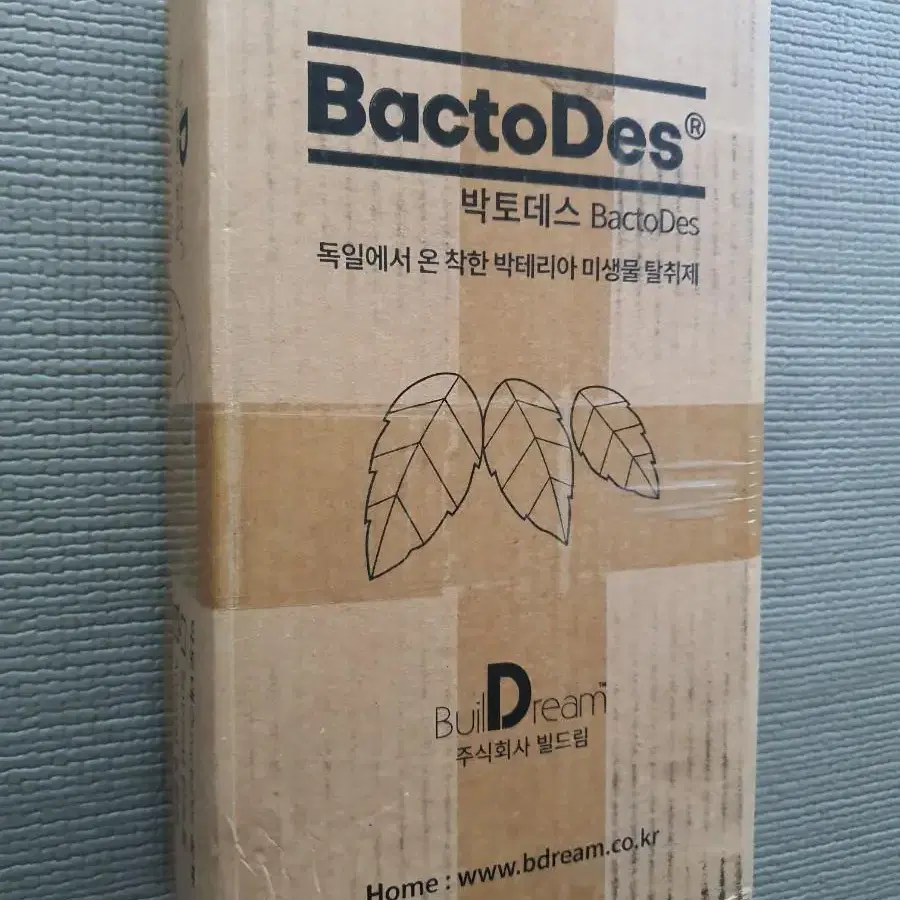 BactoDes®
박토데스 BactoDes
독일에서 온 착한 박테리아 미생물 탈취제
BuilDream™
주식회사 빌드림
Home : www.bdream.co.kr